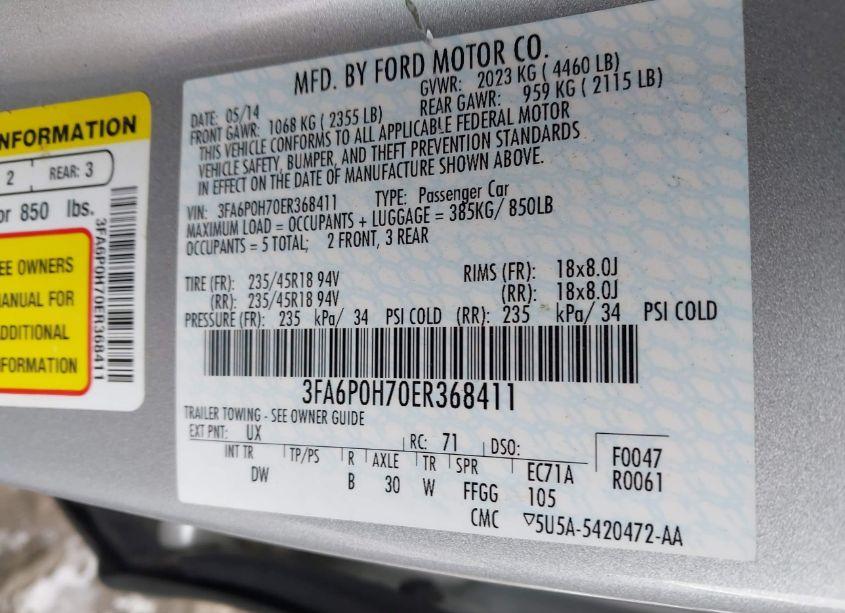 NFORMATION
2 REAR: 3
or 850 lbs.
EE OWNERS
MANUAL FOR
DDITIONAL
FORMATION
3FA6P0H70ER368411
MFD. BY FORD MOTOR CO.
DATE: 05/14 GVWR: 2023 KG ( 4460 LB)
FRONT GAWR: 1068 KG ( 2355 LB) REAR GAWR: 959 KG ( 2115 LB)
THIS VEHICLE CONFORMS TO ALL APPLICABLE FEDERAL MOTOR
VEHICLE SAFETY, BUMPER, AND THEFT PREVENTION STANDARDS
IN EFFECT ON THE DATE OF MANUFACTURE SHOWN ABOVE.
VIN: 3FA6P0H70ER368411 TYPE: Passenger Car
MAXIMUM LOAD = OCCUPANTS + LUGGAGE = 385KG/ 850LB
OCCUPANTS = 5 TOTAL; 2 FRONT, 3 REAR
TIRE (FR): 235/45R18 94V RIMS (FR): 18x8.0J
(RR): 235/45R18 94V (RR): 18x8.0J
PRESSURE (FR): 235 kPa/ 34 PSI COLD (RR): 235 kPa/ 34 PSI COLD
3FA6P0H70ER368411
TRAILER TOWING - SEE OWNER GUIDE
EXT PNT: UX RC: 71 DSO: F0047
INT TR TP/PS R AXLE TR SPR EC71A R0061
DW B 30 W FFGG 105
CMC ▽5U5A-5420472-AA